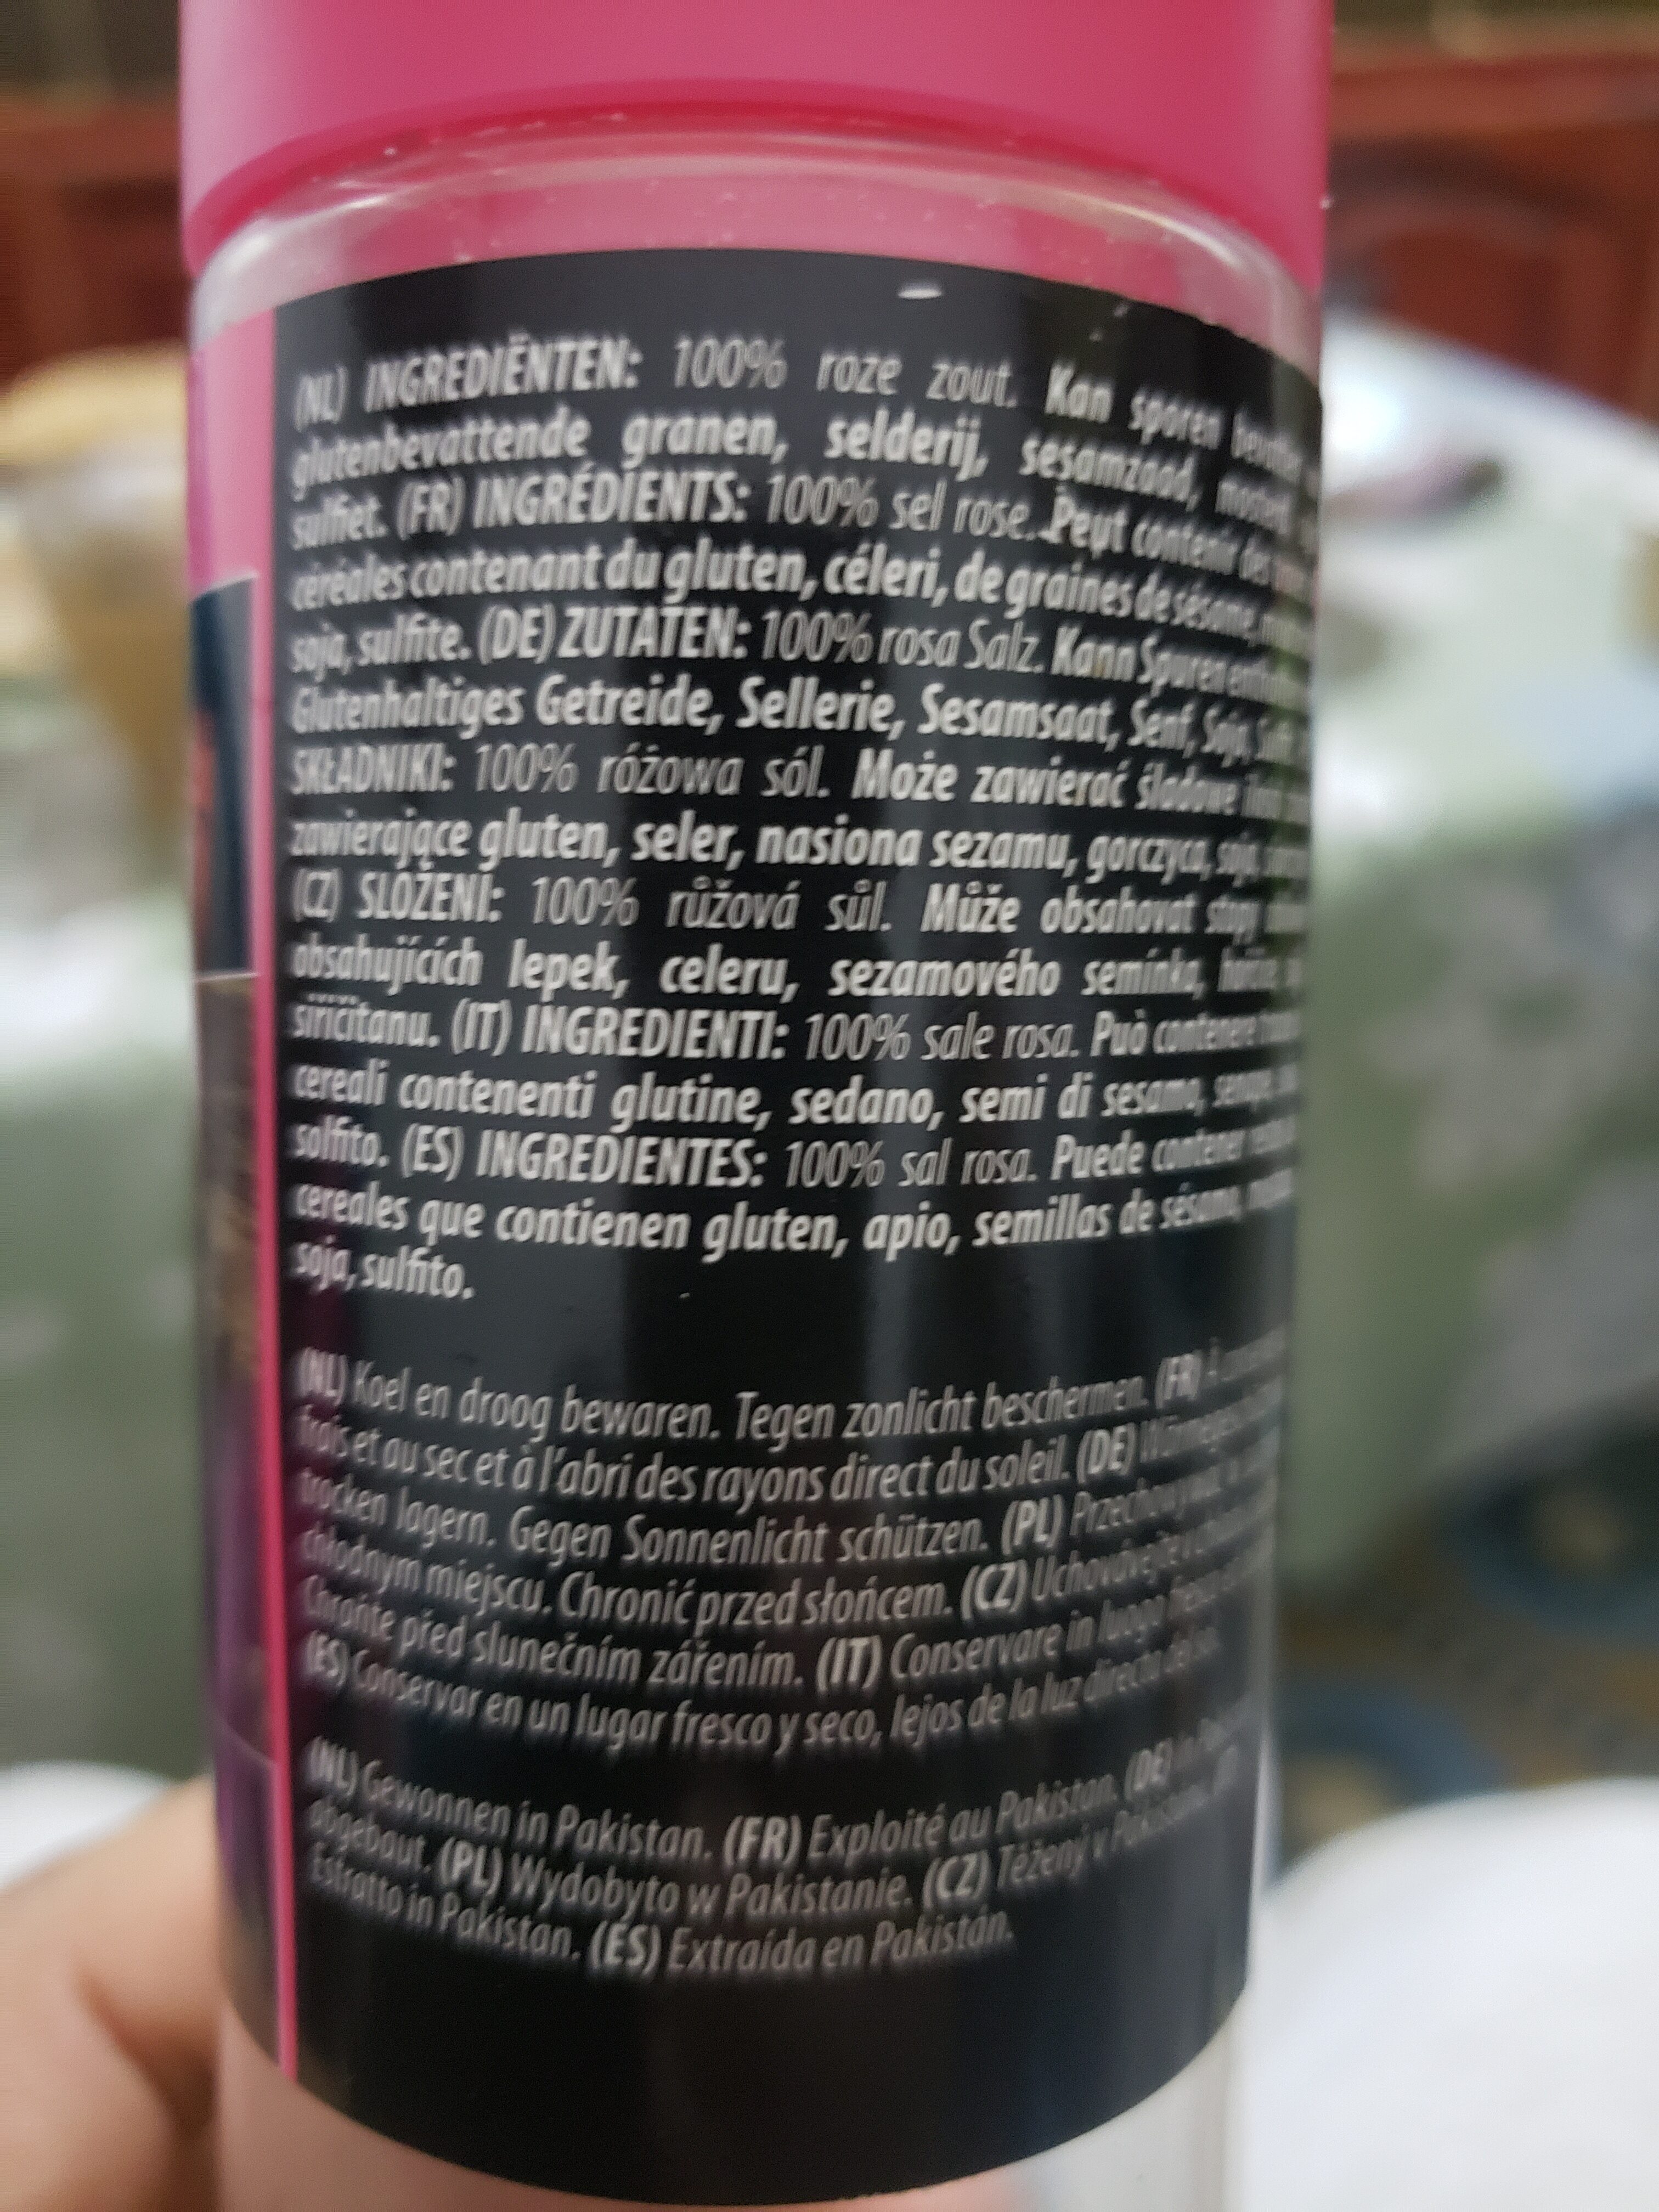 (NL) INGREDIËNTEN: 100% roze zout. Kan sporen
glutenbevattende granen, selderij, sesamzaad,
sulfiet. (FR) INGRÉDIENTS: 100% sel rose. Peut contenir des
céréales contenant du gluten, céleri, de graines de sésame,
soja, sulfite. (DE) ZUTATEN: 100% rosa Salz. Kann Spuren
Glutenhaltiges Getreide, Sellerie, Sesamsaat, Senf, Soja,
SKŁADNIKI: 100% różowa sól. Może zawierać śladowe
zawierające gluten, seler, nasiona sezamu, gorczyca, soja,
(CZ) SLOŽENÍ: 100% růžová sůl. Může obsahovat stopy
obsahujících lepek, celeru, sezamového semínka,
siřičitanu. (IT) INGREDIENTI: 100% sale rosa. Può contenere
cereali contenenti glutine, sedano, semi di sesamo,
solfito. (ES) INGREDIENTES: 100% sal rosa. Puede contener
cereales que contienen gluten, apio, semillas de sésamo,
soja, sulfito.
(NL) Koel en droog bewaren. Tegen zonlicht beschermen. (FR) À
frais et au sec et à l'abri des rayons direct du soleil. (DE)
trocken lagern. Gegen Sonnenlicht schützen. (PL)
chłodnym miejscu. Chronić przed słońcem. (CZ) Uchovávejte v
Chraňte před slunečním zářením. (IT) Conservare in luogo
(ES) Conservar en un lugar fresco y seco, lejos de la luz directa
(NL) Gewonnen in Pakistan. (FR) Exploité au Pakistan. (DE)
abgebaut. (PL) Wydobyto w Pakistanie. (CZ) Těženy v
Estratto in Pakistan. (ES) Extraída en Pakistán.